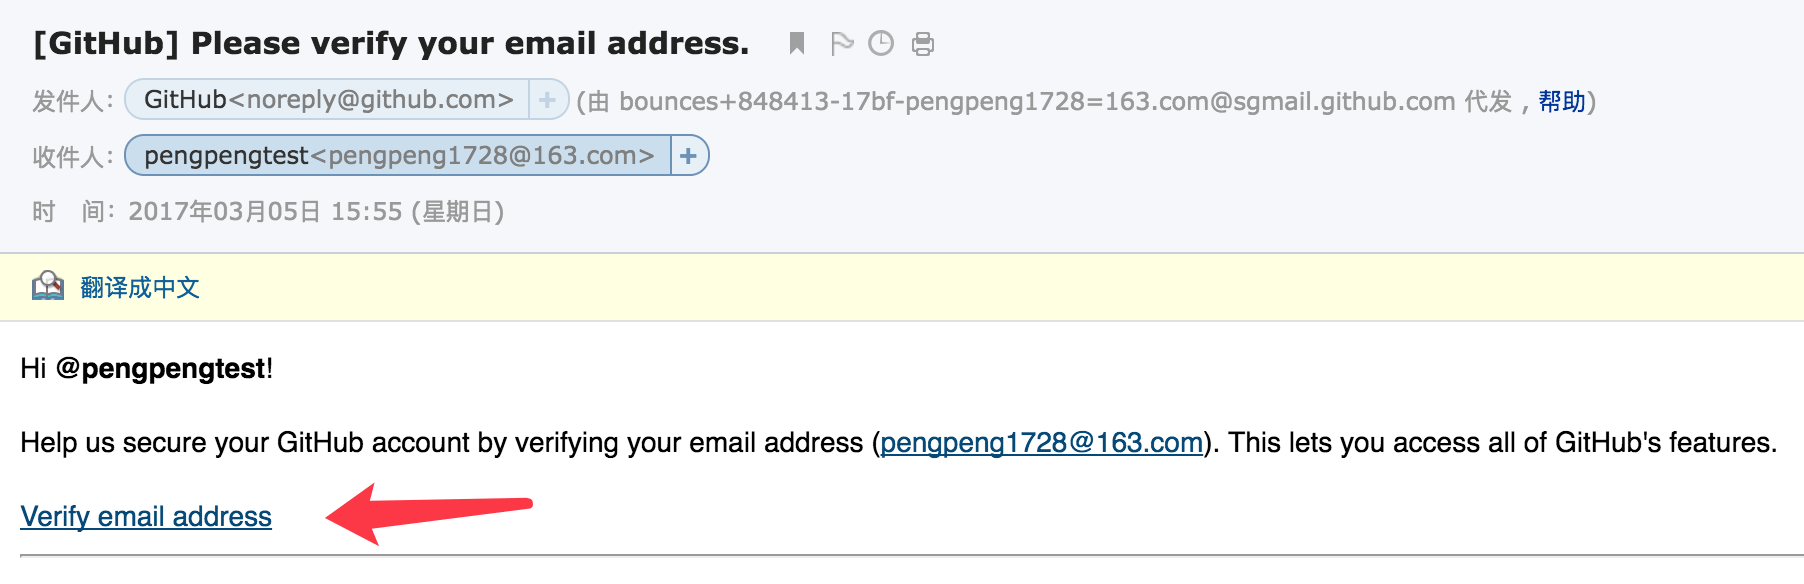 [GitHub] Please verify your email address.
发件人: GitHub<noreply@github.com> + (由 bounces+848413-17bf-pengpeng1728=163.com@sgmail.github.com 代发 , 帮助)
收件人: pengpengtest<pengpeng1728@163.com> +
时 间: 2017年03月05日 15:55 (星期日)
翻译成中文
Hi @pengpengtest!
Help us secure your GitHub account by verifying your email address (pengpeng1728@163.com). This lets you access all of GitHub's features.
Verify email address